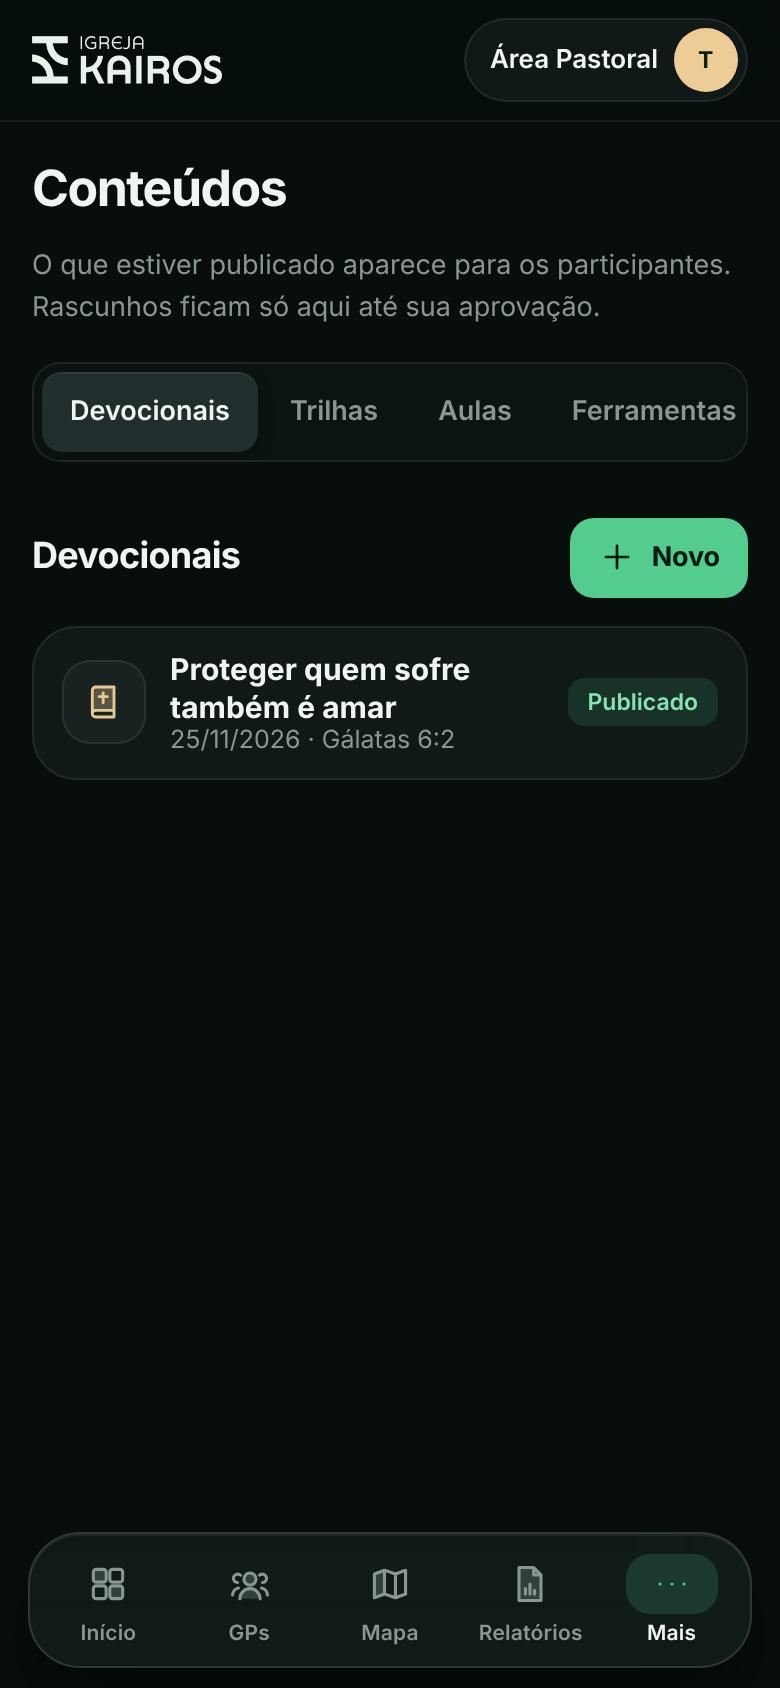 IGREJA
KAIROS
Área Pastoral
T
Conteúdos
O que estiver publicado aparece para os participantes.
Rascunhos ficam só aqui até sua aprovação.
Devocionais
Trilhas
Aulas
Ferramentas
Devocionais
+ Novo
Proteger quem sofre
também é amar
25/11/2026 · Gálatas 6:2
Publicado
Início
GPs
Mapa
Relatórios
Mais